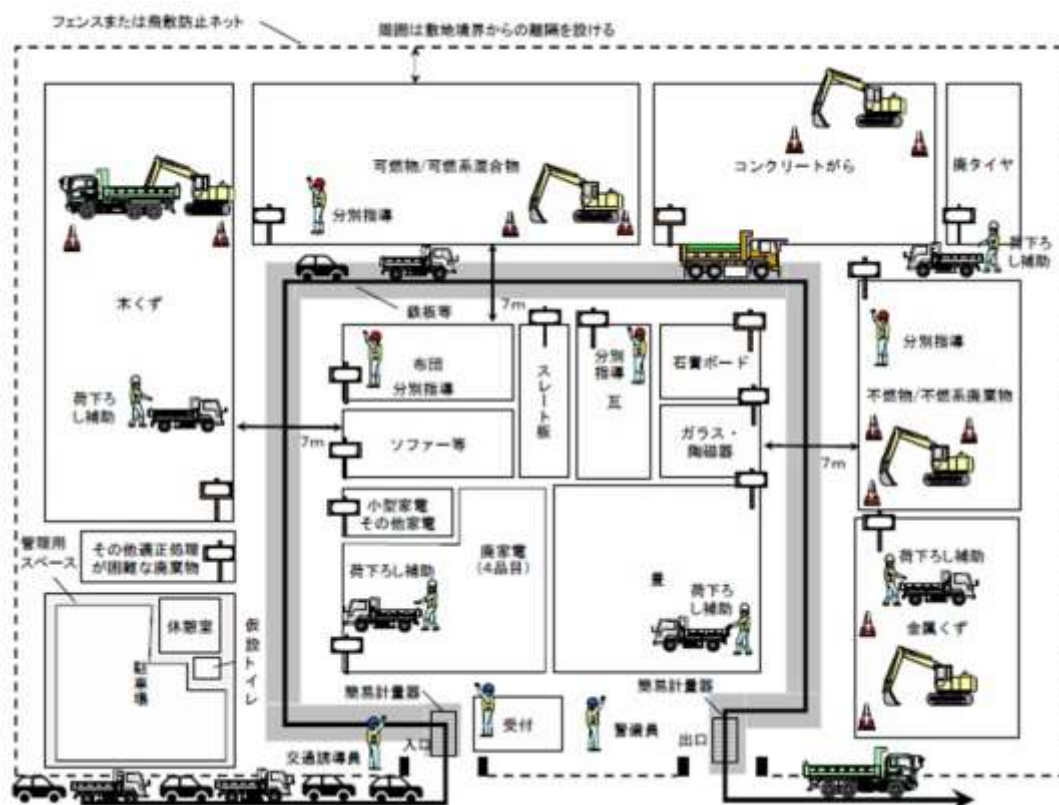 フェンスまたは飛散防止ネット
周囲は敷地境界からの離隔を設ける
可燃物/可燃系混合物
分別指導
コンクリートがら
廃タイヤ
荷下ろ
し補助
木くず
鉄板等
7m
布団
分別指導
スレート板
分別
指導
瓦
石膏ボード
分別指導
不燃物/不燃系廃棄物
荷下ろ
し補助
7m
ソファー等
ガラス・
陶磁器
7m
小型家電
その他家電
廃家電
(4品目)
荷下ろし補助
畳
荷下ろ
し補助
荷下ろし補助
金属くず
管理用
スペース
その他適正処理
が困難な廃棄物
休憩室
仮設トイレ
駐車場
簡易計量器
簡易計量器
入口
受付
警備員
出口
交通誘導員